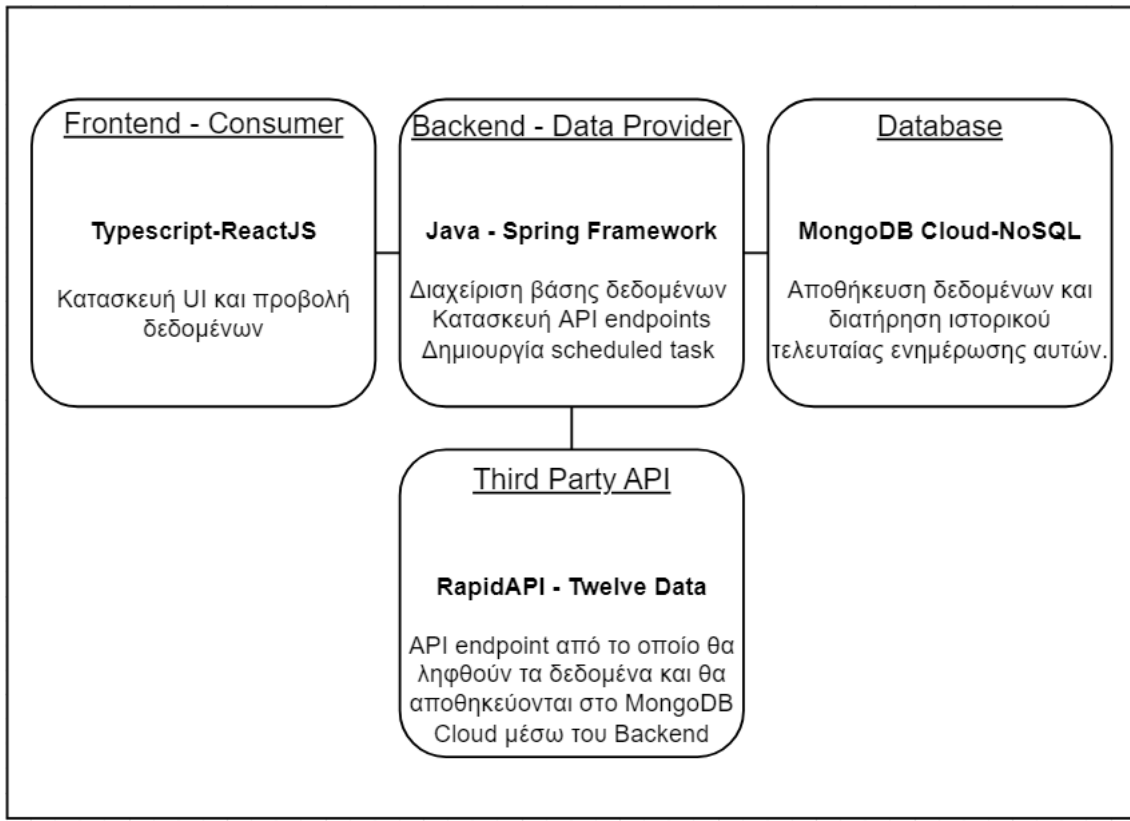 Frontend - Consumer
Typescript-ReactJS
Κατασκευή UI και προβολή
δεδομένων
Backend - Data Provider
Java - Spring Framework
Διαχείριση βάσης δεδομένων
Κατασκευή API endpoints
Δημιουργία scheduled task
Database
MongoDB Cloud-NoSQL
Αποθήκευση δεδομένων και
διατήρηση ιστορικού
τελευταίας ενημέρωσης αυτών.
Third Party API
RapidAPI - Twelve Data
API endpoint από το οποίο θα
ληφθούν τα δεδομένα και θα
αποθηκεύονται στο MongoDB
Cloud μέσω του Backend